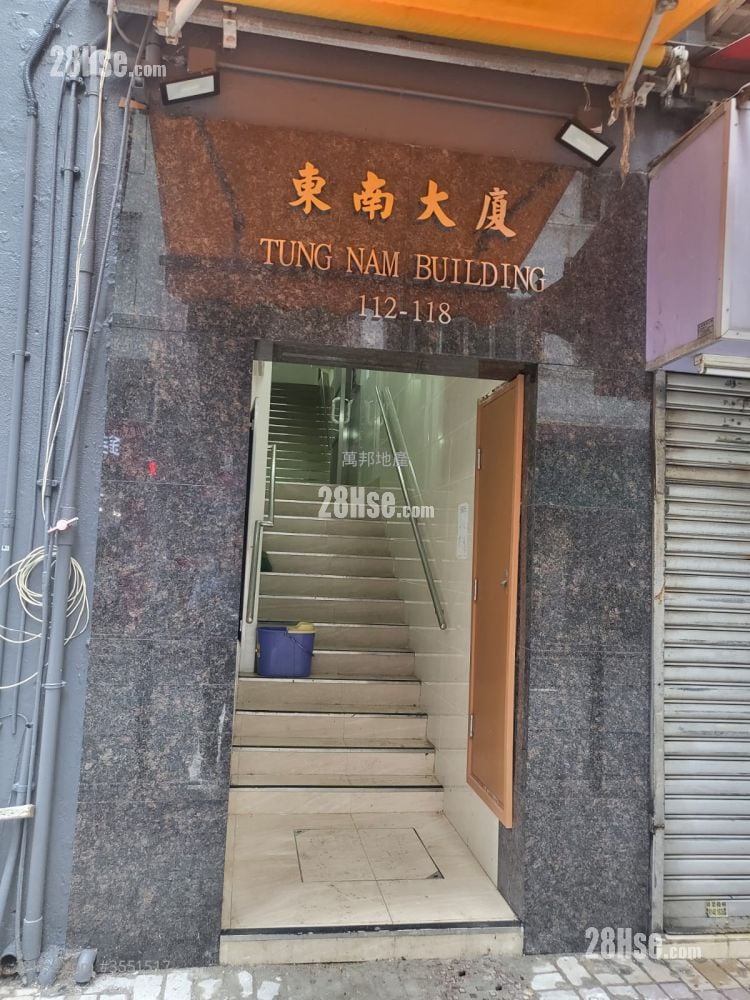 28Hse.com
東南大廈
TUNG NAM BUILDING
112-118
萬邦地產
28Hse.com
28Hse.com
#3551517